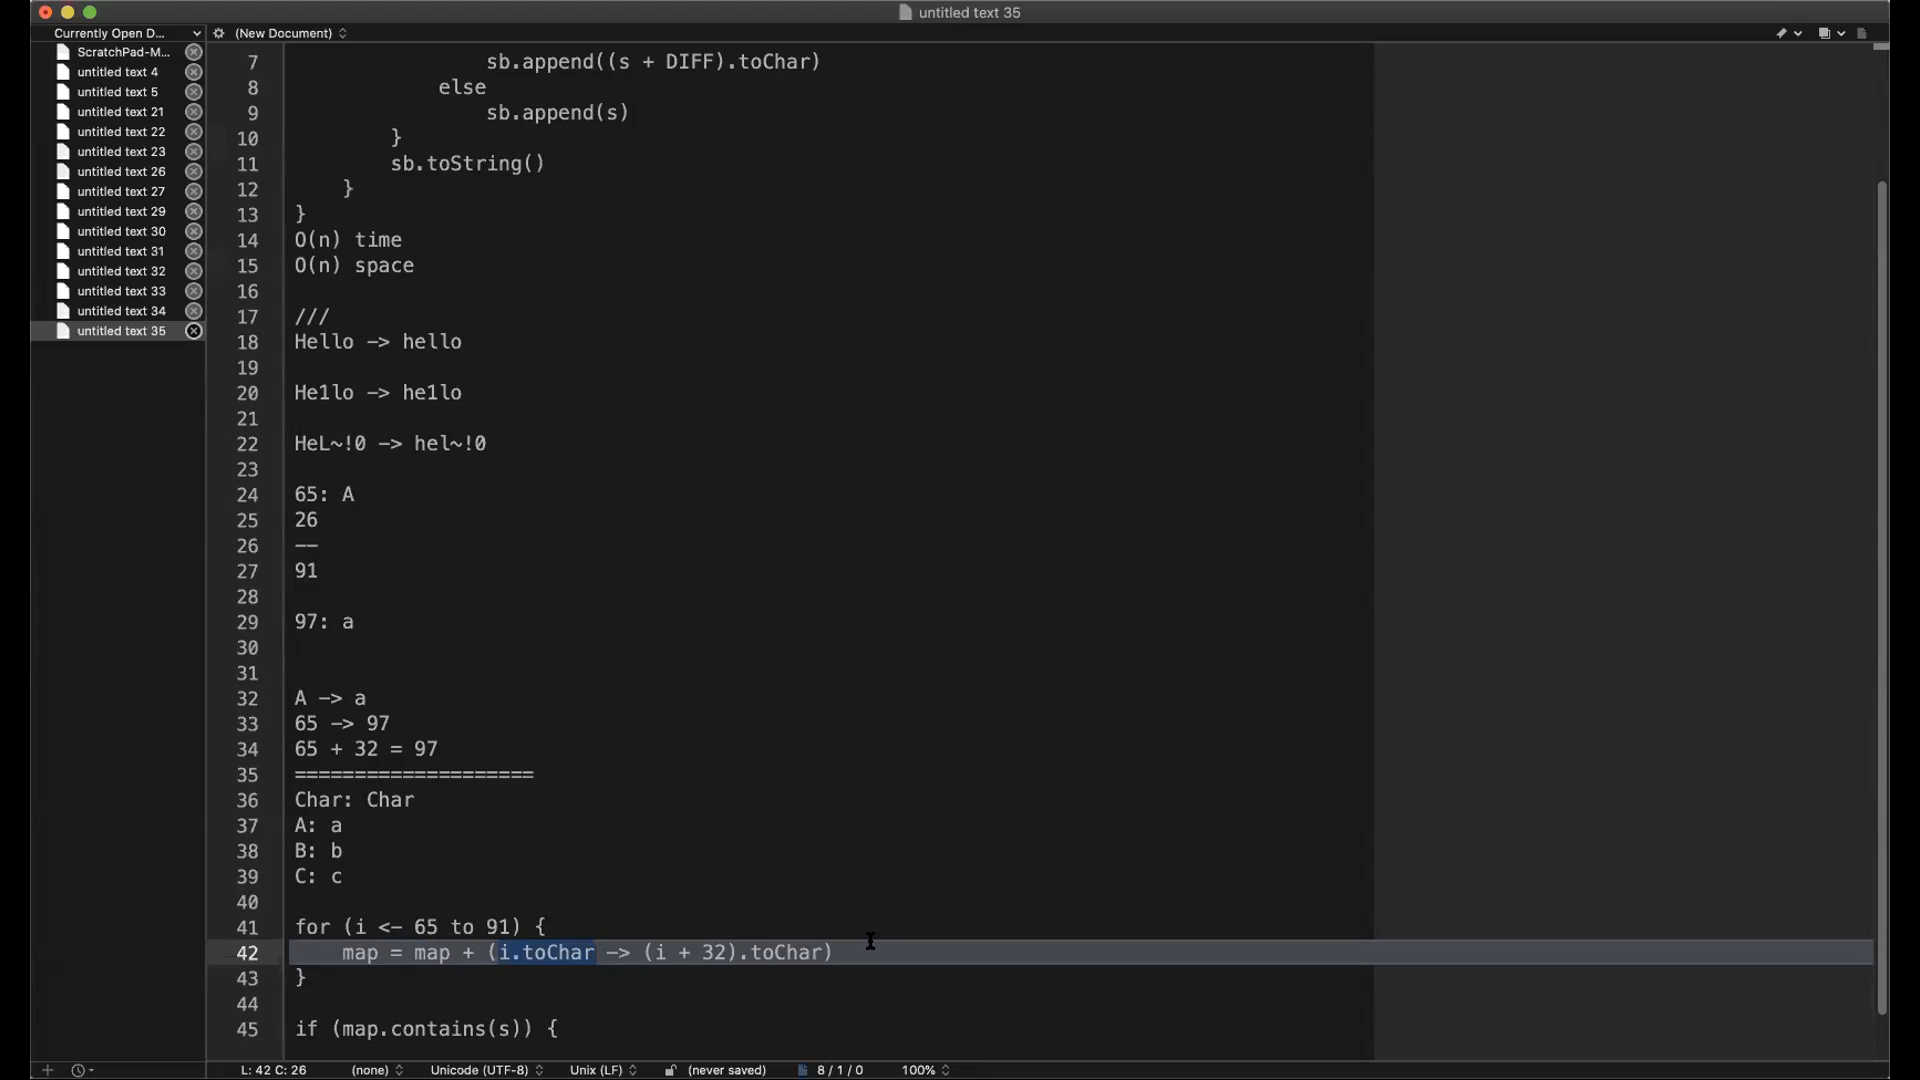 untitled text 35
Currently Open D...
(New Document)
ScratchPad-M...
untitled text 4
untitled text 5
untitled text 21
untitled text 22
untitled text 23
untitled text 26
untitled text 27
untitled text 29
untitled text 30
untitled text 31
untitled text 32
untitled text 33
untitled text 34
untitled text 35
7 sb.append((s + DIFF).toChar)
8 else
9 sb.append(s)
10 }
11 sb.toString()
12 }
13 }
14 O(n) time
15 O(n) space
16
17 ///
18 Hello -> hello
19
20 He1lo -> he1lo
21
22 HeL~!0 -> hel~!0
23
24 65: A
25 26
26 --
27 91
28
29 97: a
30
31
32 A -> a
33 65 -> 97
34 65 + 32 = 97
35 ====================
36 Char: Char
37 A: a
38 B: b
39 C: c
40
41 for (i <- 65 to 91) {
42 map = map + (i.toChar -> (i + 32).toChar)
43 }
44
45 if (map.contains(s)) {
L: 42 C: 26 (none) Unicode (UTF-8) Unix (LF) (never saved) 8 / 1 / 0 100%